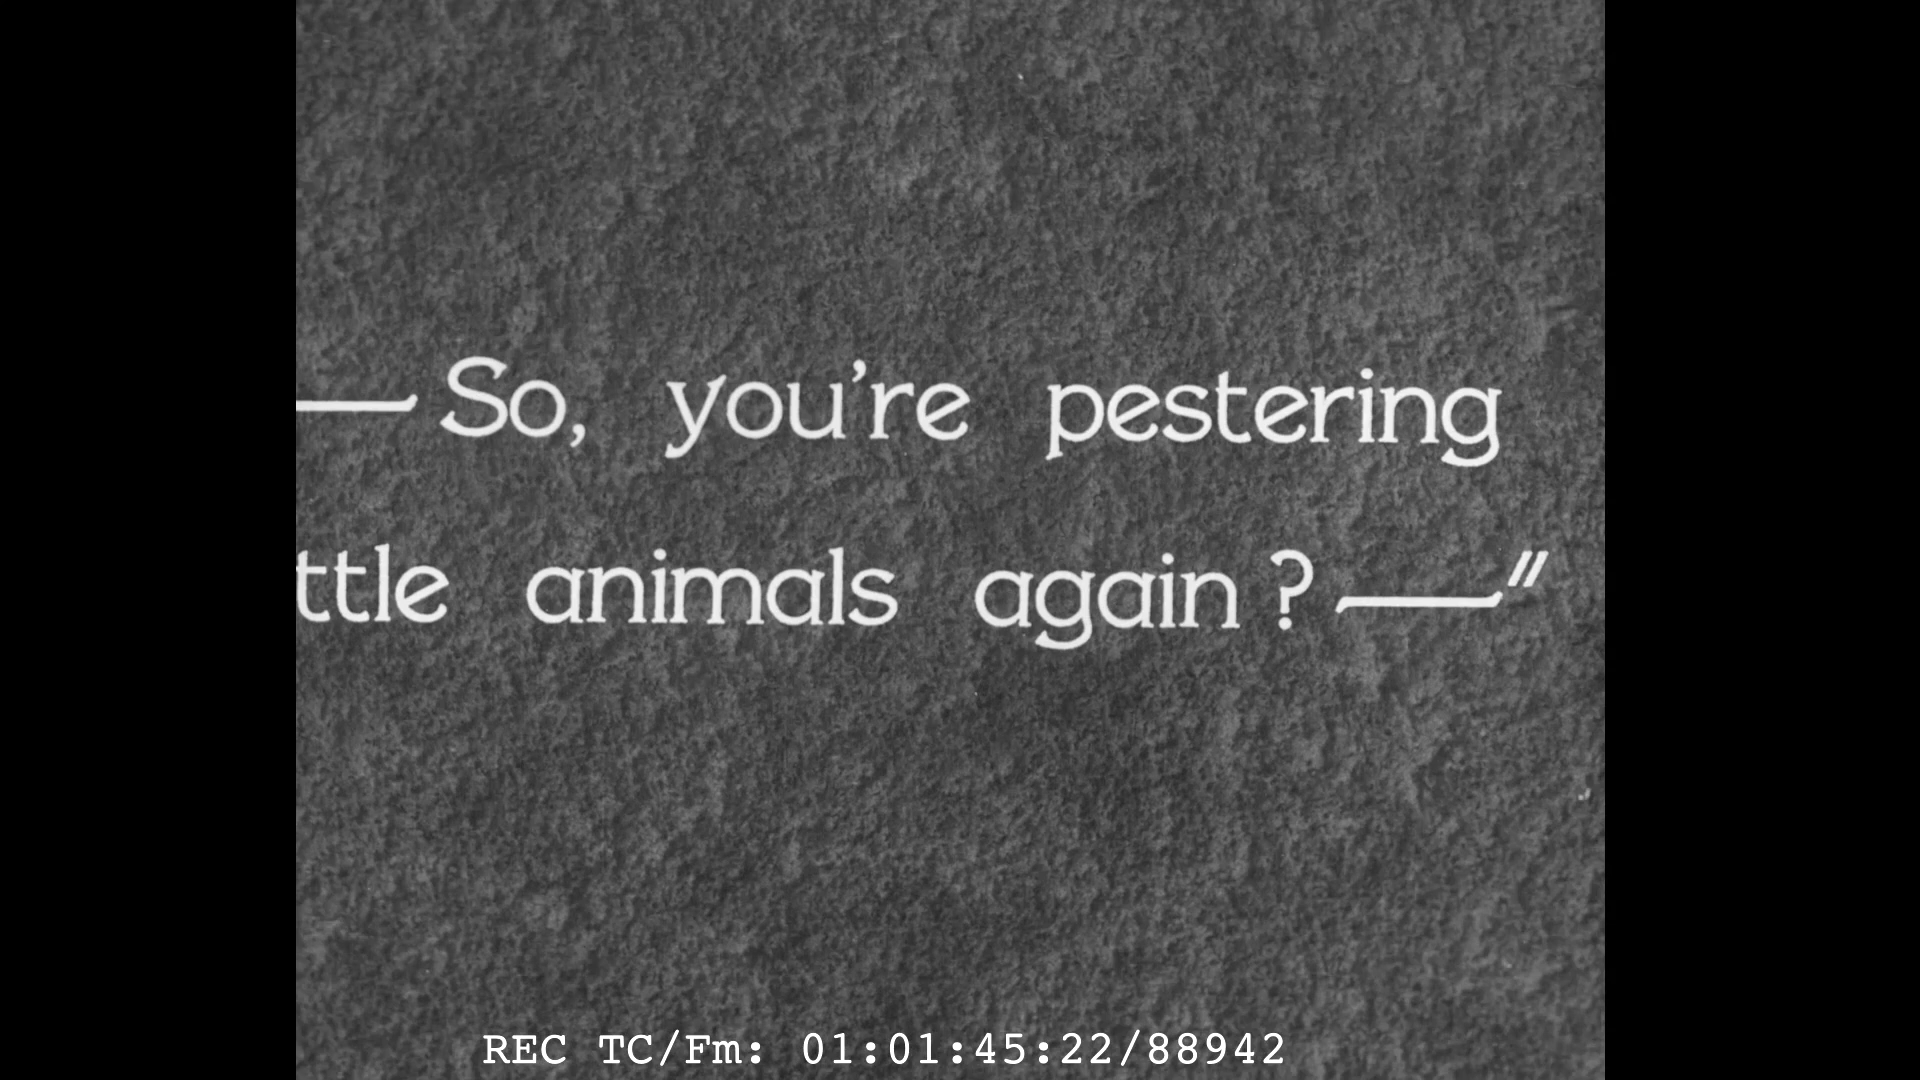 —So, you're pestering
ttle animals again ?—"
REC TC/Fm: 01:01:45:22/88942